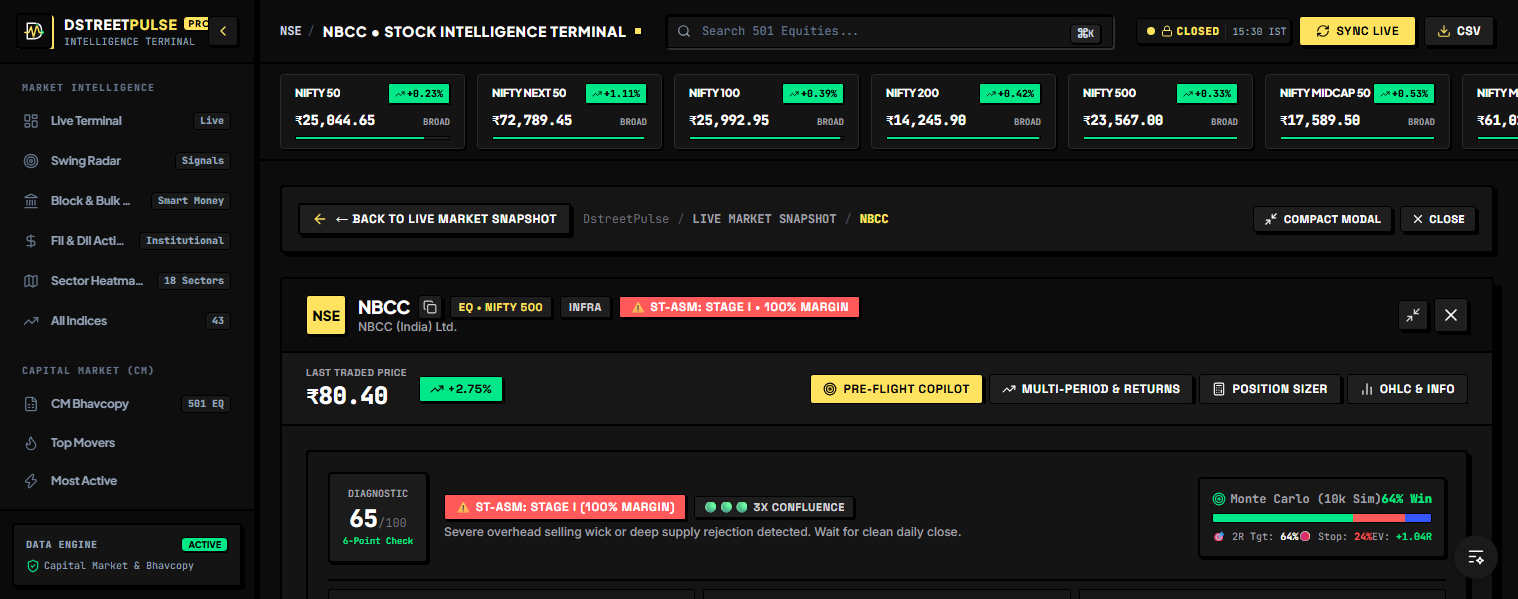 DSTREETPULSE PRO
INTELLIGENCE TERMINAL
NSE / NBCC ● STOCK INTELLIGENCE TERMINAL
Search 501 Equities...
⌘K
CLOSED 15:30 IST
SYNC LIVE
CSV
MARKET INTELLIGENCE
Live Terminal Live
Swing Radar Signals
Block & Bulk ... Smart Money
FII & DII Acti... Institutional
Sector Heatma... 18 Sectors
All Indices 43
CAPITAL MARKET (CM)
CM Bhavcopy 501 EQ
Top Movers
Most Active
DATA ENGINE ACTIVE
Capital Market & Bhavcopy
NIFTY 50 +0.23%
₹25,044.65 BROAD
NIFTY NEXT 50 +1.11%
₹72,789.45 BROAD
NIFTY 100 +0.39%
₹25,992.95 BROAD
NIFTY 200 +0.42%
₹14,245.90 BROAD
NIFTY 500 +0.33%
₹23,567.00 BROAD
NIFTY MIDCAP 50 +0.53%
₹17,589.50 BROAD
NIFTY M
₹61,0
← BACK TO LIVE MARKET SNAPSHOT
DstreetPulse / LIVE MARKET SNAPSHOT / NBCC
COMPACT MODAL
CLOSE
NSE
NBCC EQ • NIFTY 500 INFRA ⚠️ ST-ASM: STAGE I • 100% MARGIN
NBCC (India) Ltd.
LAST TRADED PRICE
₹80.40 +2.75%
PRE-FLIGHT COPILOT
MULTI-PERIOD & RETURNS
POSITION SIZER
OHLC & INFO
DIAGNOSTIC
65/100
6-Point Check
⚠️ ST-ASM: STAGE I (100% MARGIN) 3X CONFLUENCE
Severe overhead selling wick or deep supply rejection detected. Wait for clean daily close.
Monte Carlo (10k Sim)64% Win
🎯 2R Tgt: 64% Stop: 24%EV: +1.04R